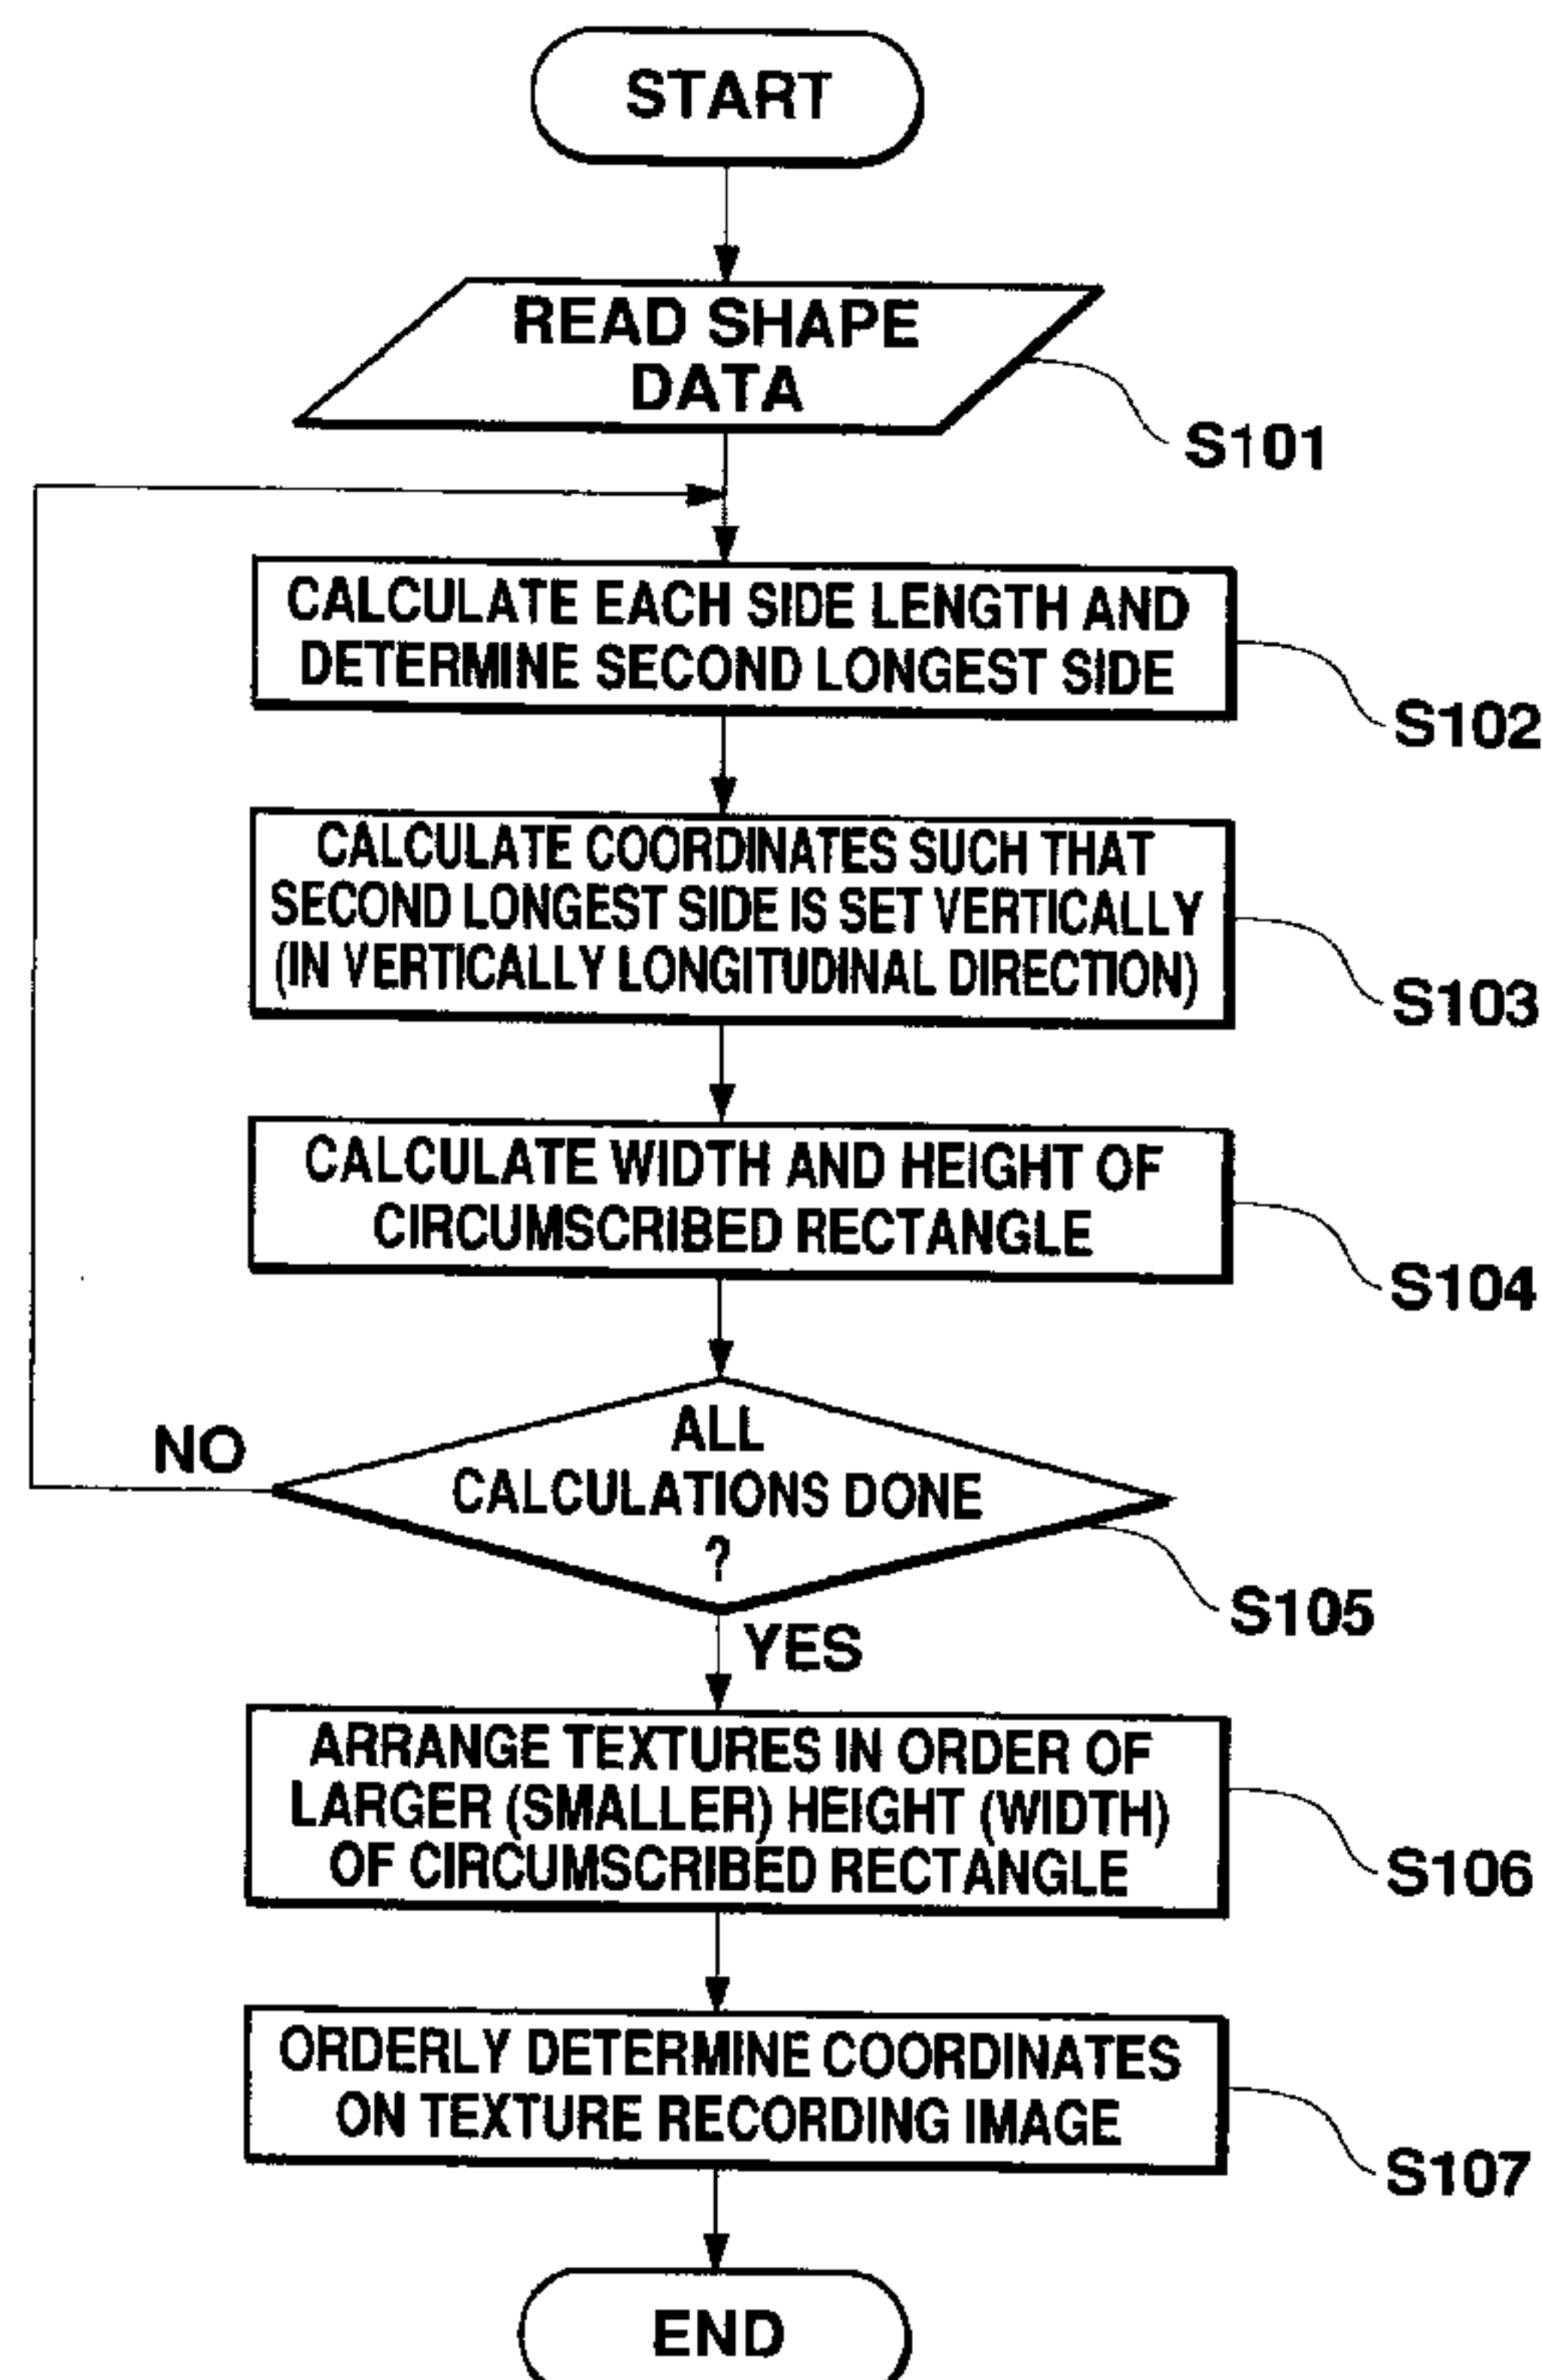 START
READ SHAPE
DATA
S101
CALCULATE EACH SIDE LENGTH AND
DETERMINE SECOND LONGEST SIDE
S102
CALCULATE COORDINATES SUCH THAT
SECOND LONGEST SIDE IS SET VERTICALLY
(IN VERTICALLY LONGITUDINAL DIRECTION)
S103
CALCULATE WIDTH AND HEIGHT OF
CIRCUMSCRIBED RECTANGLE
S104
ALL
CALCULATIONS DONE
?
NO
S105
YES
ARRANGE TEXTURES IN ORDER OF
LARGER (SMALLER) HEIGHT (WIDTH)
OF CIRCUMSCRIBED RECTANGLE
S106
ORDERLY DETERMINE COORDINATES
ON TEXTURE RECORDING IMAGE
S107
END